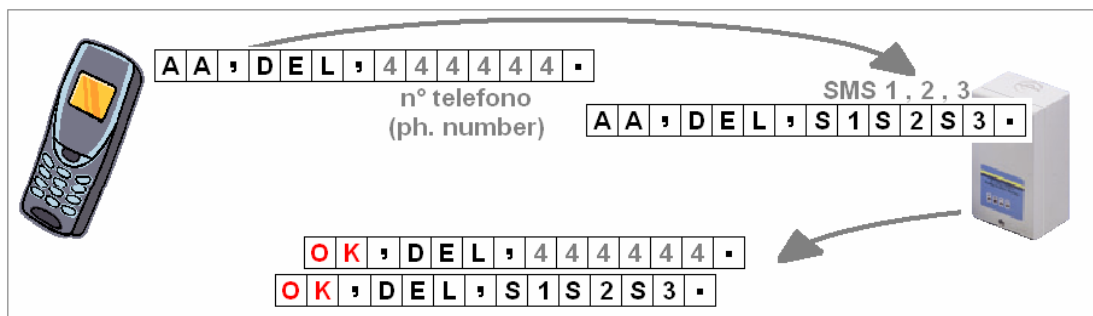 AA,DEL,444444.
n° telefono
(ph. number)
SMS 1 , 2 , 3
AA,DEL,S1S2S3.
OK,DEL,444444.
OK,DEL,S1S2S3.